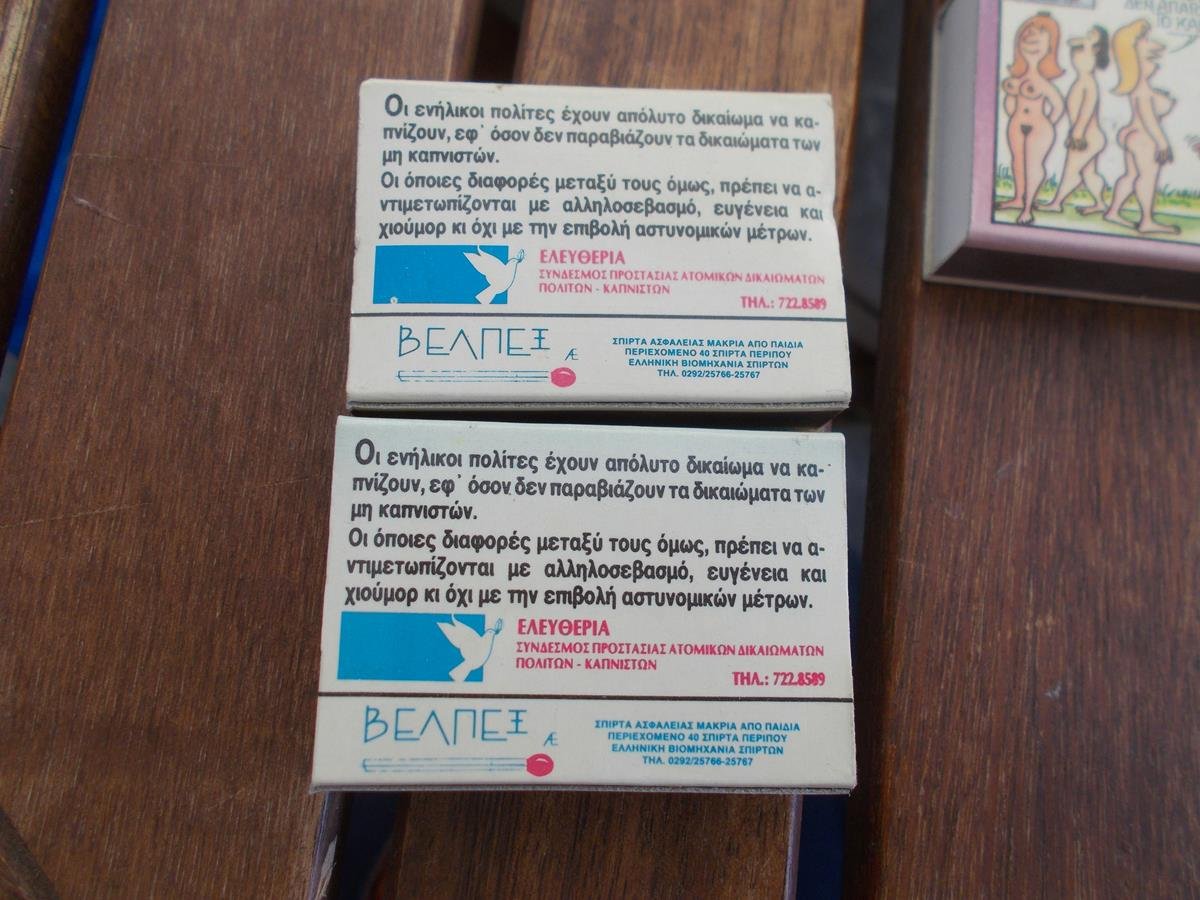 Οι ενήλικοι πολίτες έχουν απόλυτο δικαίωμα να κα-
πνίζουν, εφ' όσον δεν παραβιάζουν τα δικαιώματα των
μη καπνιστών.
Οι όποιες διαφορές μεταξύ τους όμως, πρέπει να α-
ντιμετωπίζονται με αλληλοσεβασμό, ευγένεια και
χιούμορ κι όχι με την επιβολή αστυνομικών μέτρων.
ΕΛΕΥΘΕΡΙΑ
ΣΥΝΔΕΣΜΟΣ ΠΡΟΣΤΑΣΙΑΣ ΑΤΟΜΙΚΩΝ ΔΙΚΑΙΩΜΑΤΩΝ
ΠΟΛΙΤΩΝ - ΚΑΠΝΙΣΤΩΝ
ΤΗΛ.: 722.8589
ΒΕΛΠΕΞ ΑΕ
ΣΠΙΡΤΑ ΑΣΦΑΛΕΙΑΣ ΜΑΚΡΙΑ ΑΠΟ ΠΑΙΔΙΑ
ΠΕΡΙΕΧΟΜΕΝΟ 40 ΣΠΙΡΤΑ ΠΕΡΙΠΟΥ
ΕΛΛΗΝΙΚΗ ΒΙΟΜΗΧΑΝΙΑ ΣΠΙΡΤΩΝ
ΤΗΛ. 0292/25766-25767
Οι ενήλικοι πολίτες έχουν απόλυτο δικαίωμα να κα-
πνίζουν, εφ' όσον δεν παραβιάζουν τα δικαιώματα των
μη καπνιστών.
Οι όποιες διαφορές μεταξύ τους όμως, πρέπει να α-
ντιμετωπίζονται με αλληλοσεβασμό, ευγένεια και
χιούμορ κι όχι με την επιβολή αστυνομικών μέτρων.
ΕΛΕΥΘΕΡΙΑ
ΣΥΝΔΕΣΜΟΣ ΠΡΟΣΤΑΣΙΑΣ ΑΤΟΜΙΚΩΝ ΔΙΚΑΙΩΜΑΤΩΝ
ΠΟΛΙΤΩΝ - ΚΑΠΝΙΣΤΩΝ
ΤΗΛ.: 722.8589
ΒΕΛΠΕΞ ΑΕ
ΣΠΙΡΤΑ ΑΣΦΑΛΕΙΑΣ ΜΑΚΡΙΑ ΑΠΟ ΠΑΙΔΙΑ
ΠΕΡΙΕΧΟΜΕΝΟ 40 ΣΠΙΡΤΑ ΠΕΡΙΠΟΥ
ΕΛΛΗΝΙΚΗ ΒΙΟΜΗΧΑΝΙΑ ΣΠΙΡΤΩΝ
ΤΗΛ. 0292/25766-25767
ΔΕΝ